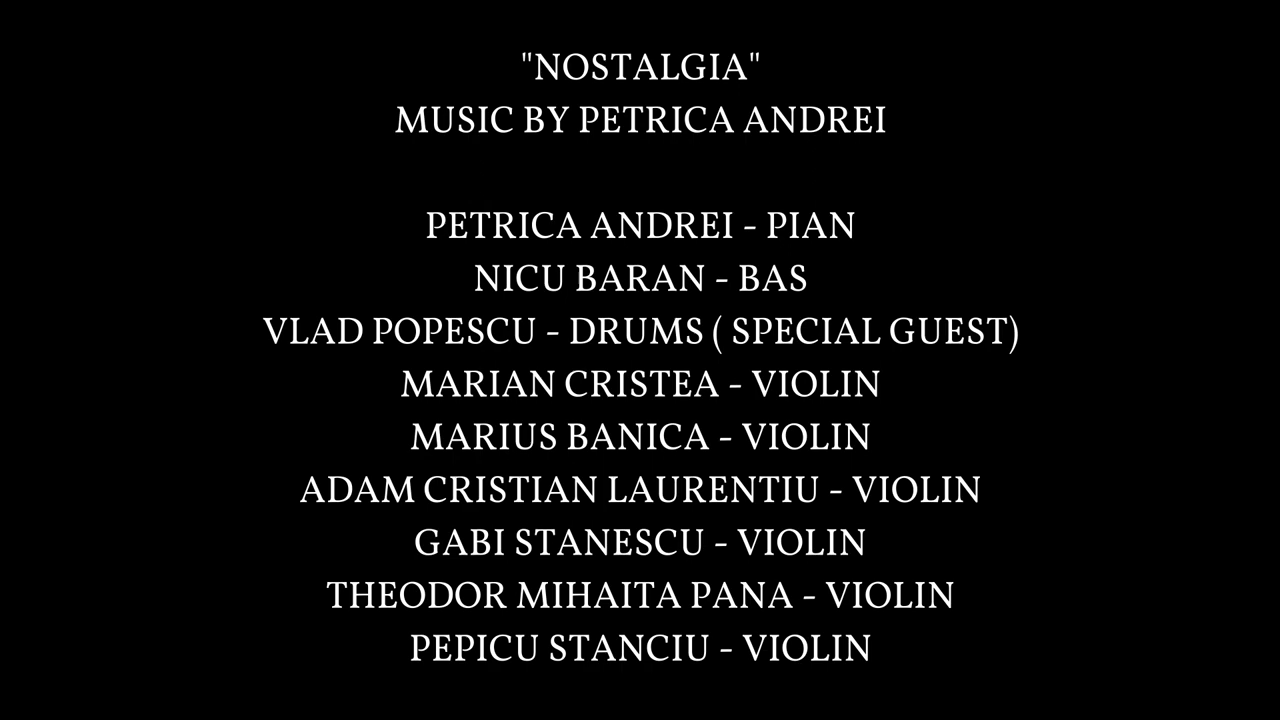 "NOSTALGIA"
MUSIC BY PETRICA ANDREI
PETRICA ANDREI - PIAN
NICU BARAN - BAS
VLAD POPESCU - DRUMS ( SPECIAL GUEST)
MARIAN CRISTEA - VIOLIN
MARIUS BANICA - VIOLIN
ADAM CRISTIAN LAURENTIU - VIOLIN
GABI STANESCU - VIOLIN
THEODOR MIHAITA PANA - VIOLIN
PEPICU STANCIU - VIOLIN